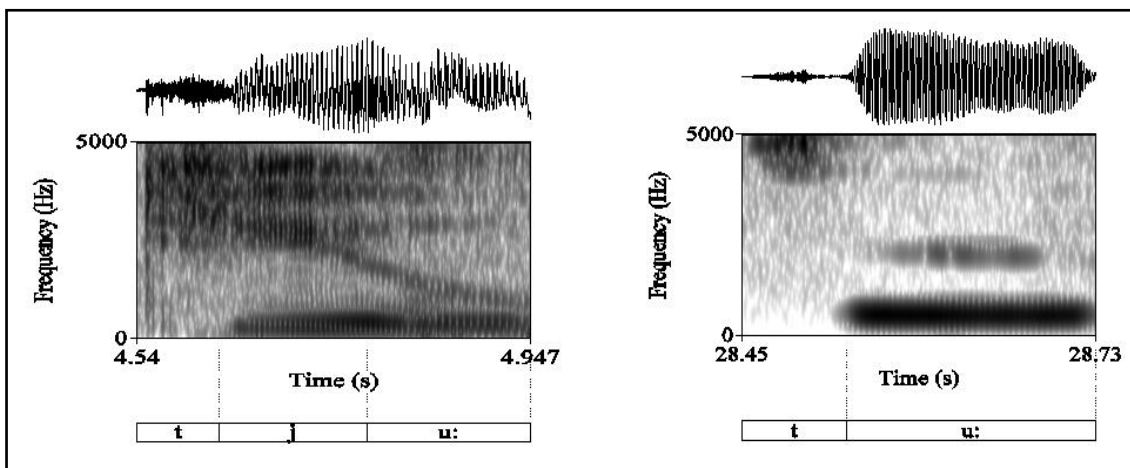 5000
Frequency (Hz)
0
4.54
4.947
Time (s)
t j u:
5000
Frequency (Hz)
0
28.45
28.73
Time (s)
t u: